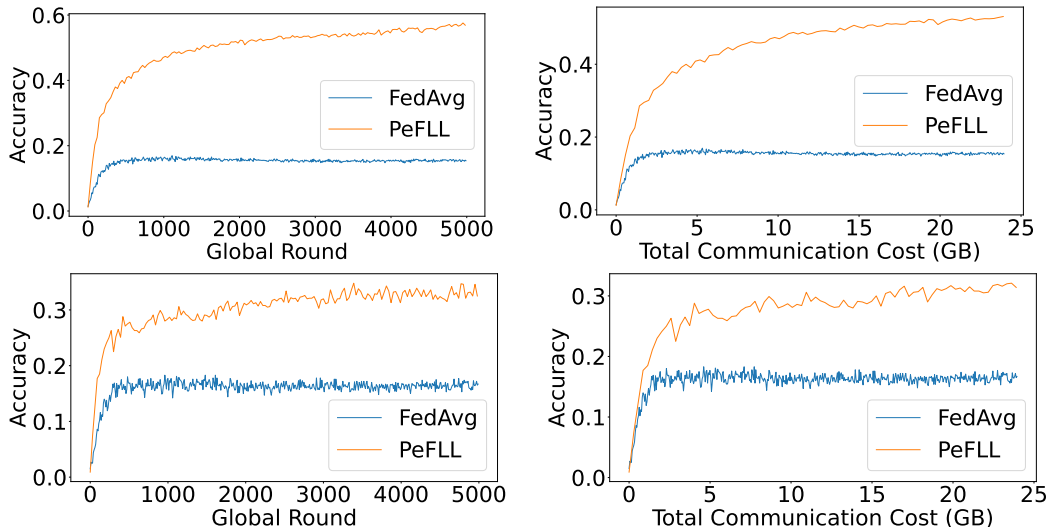 0.6
0.4
0.2
0.0
Accuracy
FedAvg
PeFLL
0 1000 2000 3000 4000 5000
Global Round
0.4
0.2
0.0
Accuracy
FedAvg
PeFLL
0 5 10 15 20 25
Total Communication Cost (GB)
0.3
0.2
0.1
0.0
Accuracy
FedAvg
PeFLL
0 1000 2000 3000 4000 5000
Global Round
0.3
0.2
0.1
0.0
Accuracy
FedAvg
PeFLL
0 5 10 15 20 25
Total Communication Cost (GB)